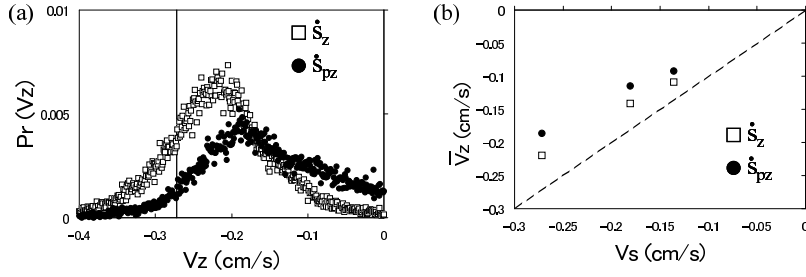 (a)
0.01
0.005
0
Pr (Vz)
Ṡz
Ṡpz
−0.4
−0.3
−0.2
−0.1
0
Vz (cm/s)
(b)
0
−0.05
−0.1
−0.15
−0.2
−0.25
−0.3
V̄z (cm/s)
Ṡz
Ṡpz
−0.3
−0.25
−0.2
−0.15
−0.1
−0.05
0
Vs (cm/s)